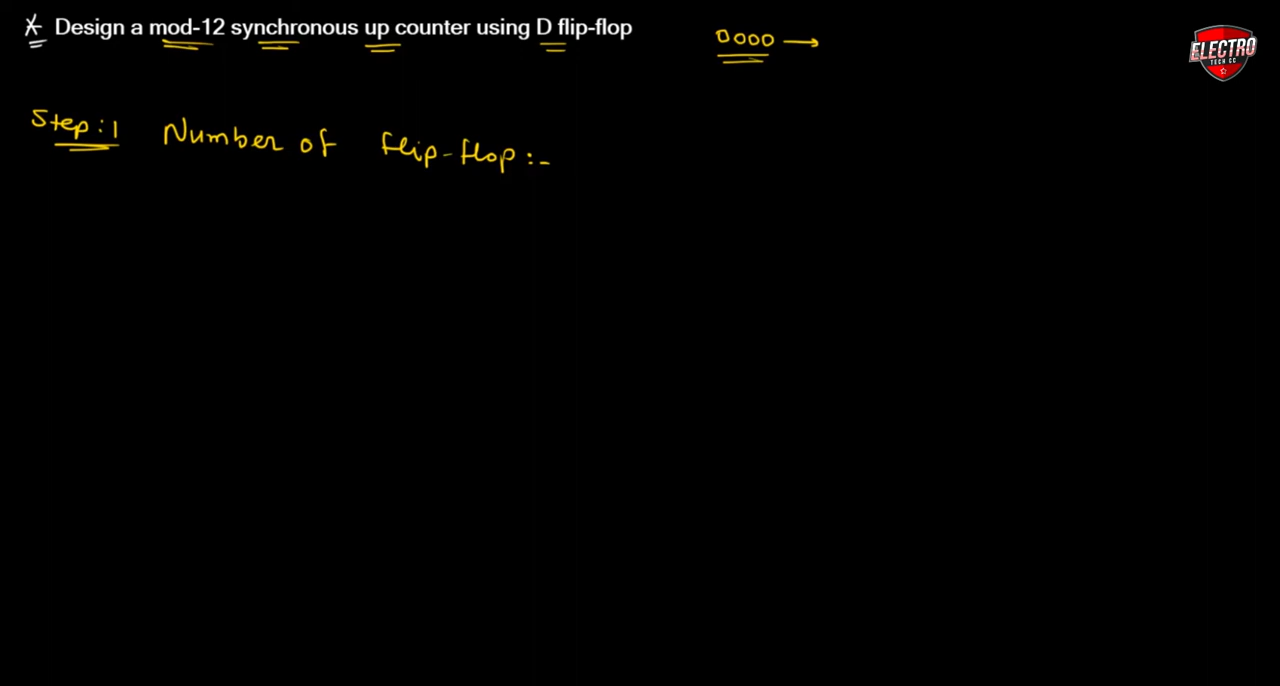 * Design a mod-12 synchronous up counter using D flip-flop
0000 →
ELECTRO
TECH CC
Step:1 Number of flip-flop:-